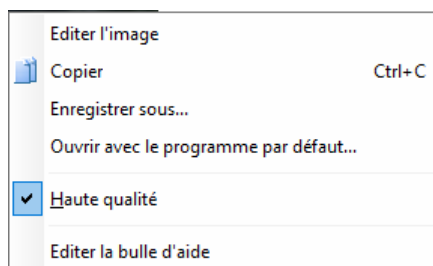 Editer l'image
Copier Ctrl+C
Enregistrer sous...
Ouvrir avec le programme par défaut...
Haute qualité
Editer la bulle d'aide